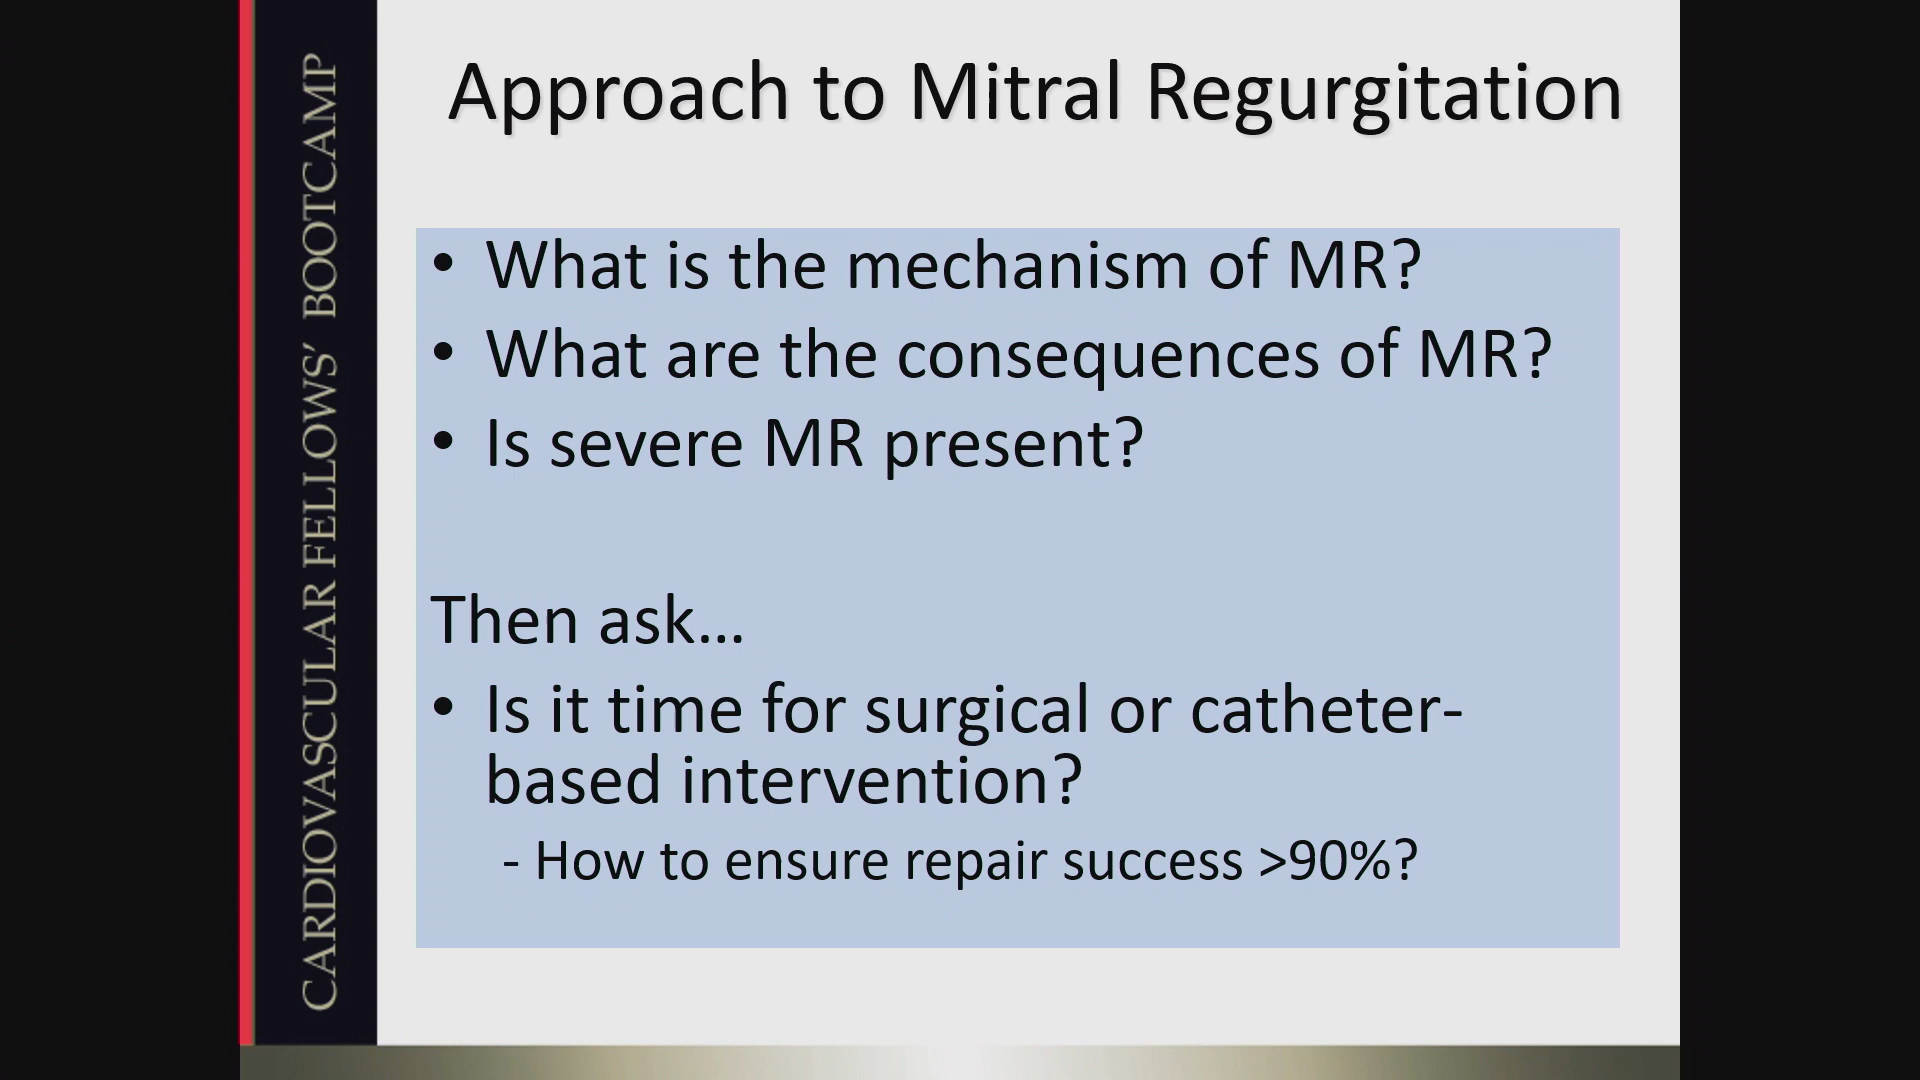 CARDIOVASCULAR FELLOWS' BOOTCAMP
Approach to Mitral Regurgitation
• What is the mechanism of MR?
• What are the consequences of MR?
• Is severe MR present?
Then ask...
• Is it time for surgical or catheter-
based intervention?
- How to ensure repair success >90%?